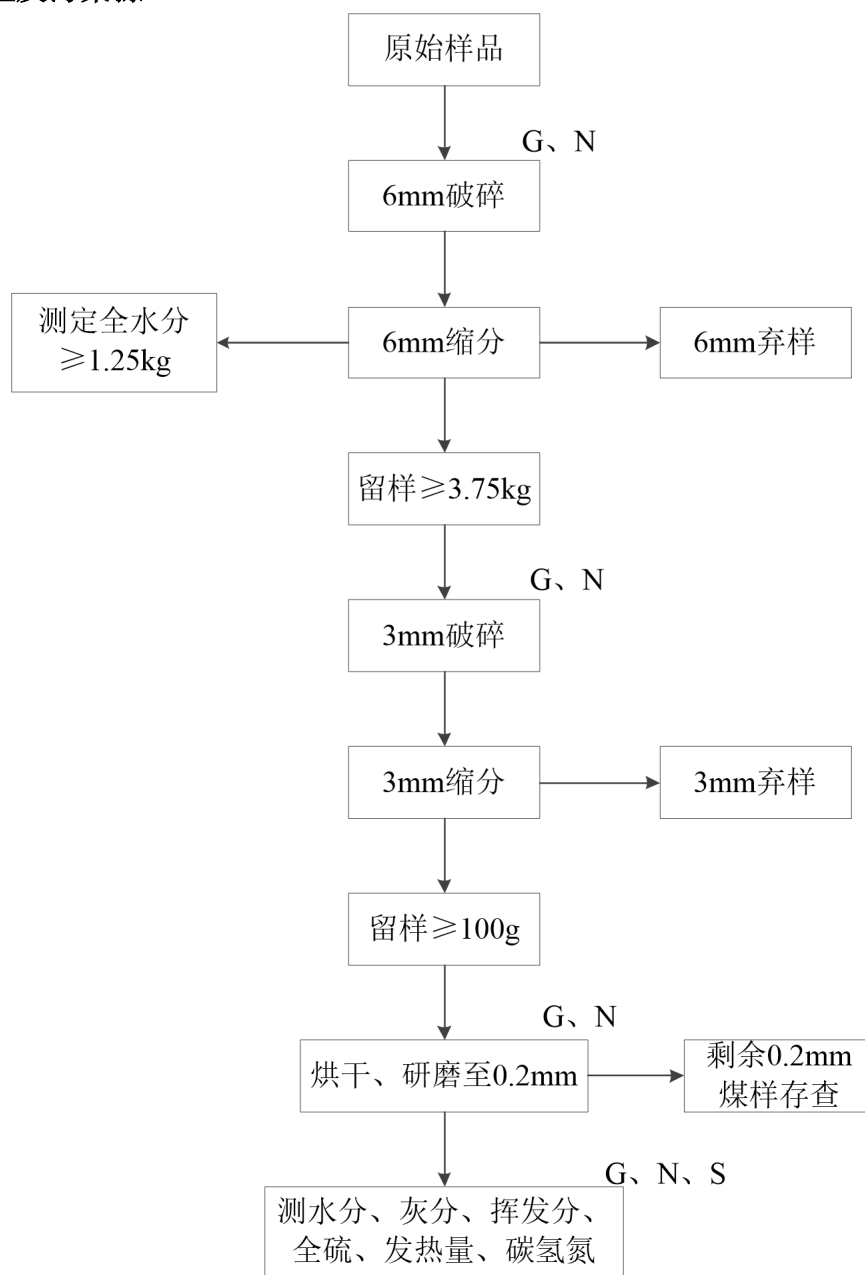 原始样品
G、N
6mm破碎
测定全水分
≥1.25kg
6mm缩分
6mm弃样
留样≥3.75kg
G、N
3mm破碎
3mm缩分
3mm弃样
留样≥100g
G、N
烘干、研磨至0.2mm
剩余0.2mm
煤样存查
G、N、S
测水分、灰分、挥发分、
全硫、发热量、碳氢氮